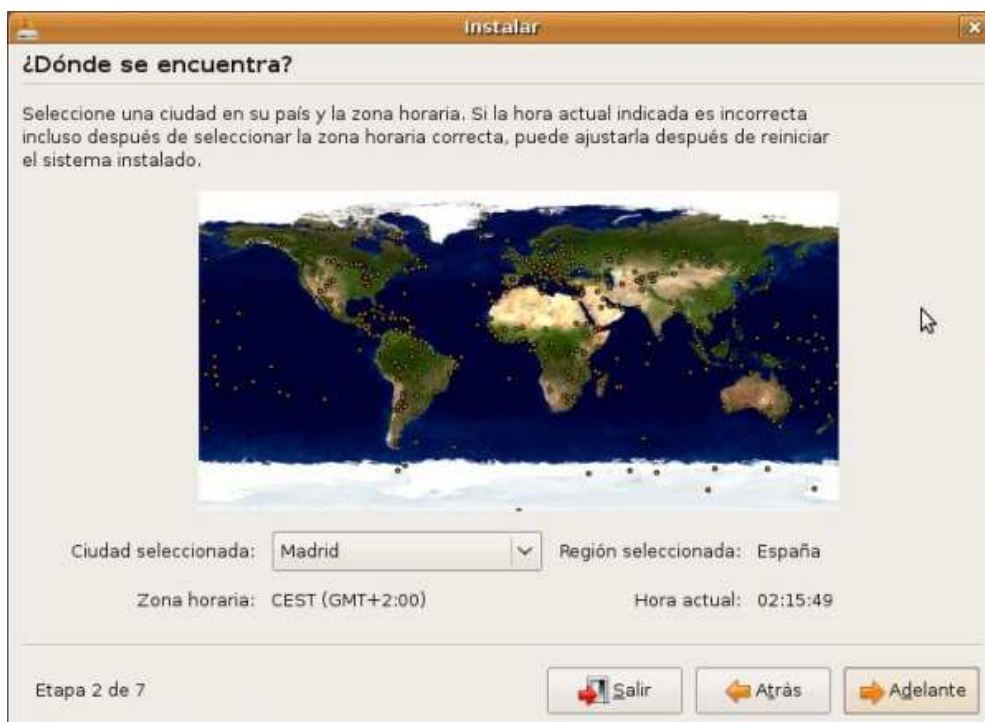 Instalar
¿Dónde se encuentra?
Seleccione una ciudad en su país y la zona horaria. Si la hora actual indicada es incorrecta
incluso después de seleccionar la zona horaria correcta, puede ajustarla después de reiniciar
el sistema instalado.
Ciudad seleccionada: Madrid Región seleccionada: España
Zona horaria: CEST (GMT+2:00) Hora actual: 02:15:49
Etapa 2 de 7 Salir Atrás Adelante